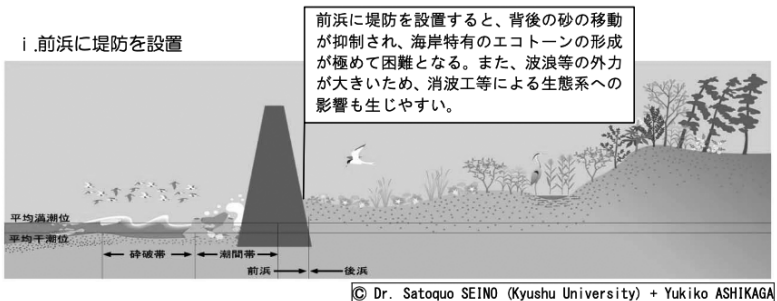 ⅰ.前浜に堤防を設置
前浜に堤防を設置すると、背後の砂の移動
が抑制され、海岸特有のエコトーンの形成
が極めて困難となる。また、波浪等の外力
が大きいため、消波工等による生態系への
影響も生じやすい。
平均満潮位
平均干潮位
砕破帯
潮間帯
前浜
後浜
© Dr. Satoquo SEINO (Kyushu University) + Yukiko ASHIKAGA